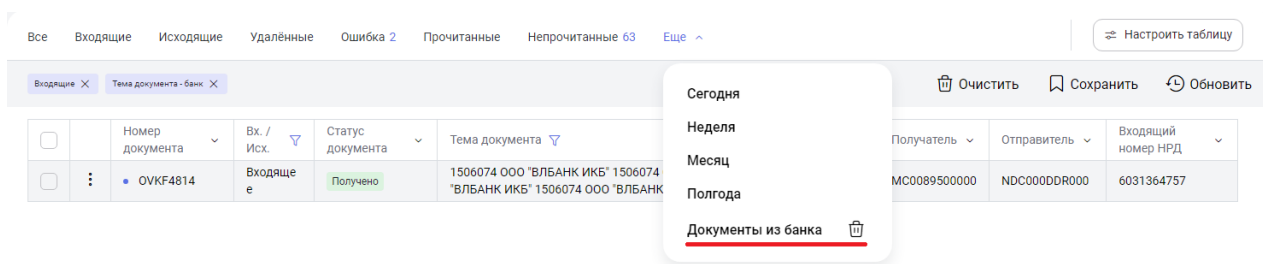 Все Входящие Исходящие Удалённые Ошибка 2 Прочитанные Непрочитанные 63 Еще Настроить таблицу
Входящие Тема документа - банк Очистить Сохранить Обновить
Сегодня
Неделя
Месяц
Полгода
Документы из банка
Номер документа Вх. / Исх. Статус документа Тема документа Получатель Отправитель Входящий номер НРД
OVKF4814 Входящее Получено 1506074 ООО "ВЛБАНК ИКБ" 1506074 MC0089500000 NDC000DDR000 6031364757
"ВЛБАНК ИКБ" 1506074 ООО "ВЛБАНК